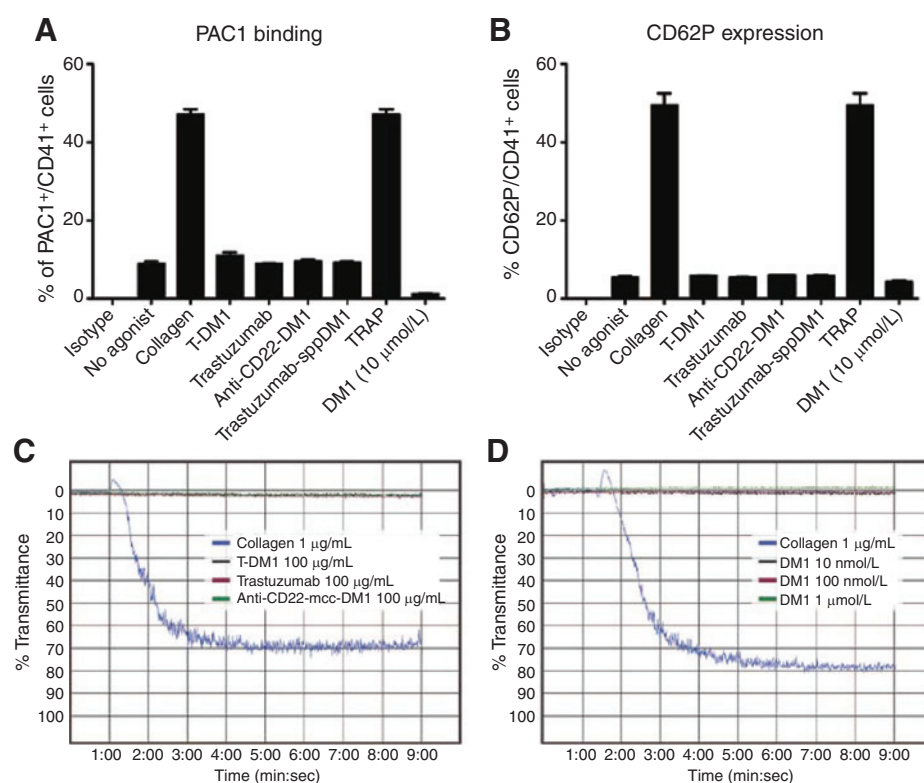 A
PAC1 binding
% of PAC1+/CD41+ cells
60
40
20
0
Isotype
No agonist
Collagen
T-DM1
Trastuzumab
Anti-CD22-DM1
Trastuzumab-sppDM1
TRAP
DM1 (10 μmol/L)
B
CD62P expression
% CD62P/CD41+ cells
60
40
20
0
Isotype
No agonist
Collagen
T-DM1
Trastuzumab
Anti-CD22-DM1
Trastuzumab-sppDM1
TRAP
DM1 (10 μmol/L)
C
% Transmittance
0
10
20
30
40
50
60
70
80
90
100
Collagen 1 μg/mL
T-DM1 100 μg/mL
Trastuzumab 100 μg/mL
Anti-CD22-mcc-DM1 100 μg/mL
1:00 2:00 3:00 4:00 5:00 6:00 7:00 8:00 9:00
Time (min:sec)
D
% Transmittance
0
10
20
30
40
50
60
70
80
90
100
Collagen 1 μg/mL
DM1 10 nmol/L
DM1 100 nmol/L
DM1 1 μmol/L
1:00 2:00 3:00 4:00 5:00 6:00 7:00 8:00 9:00
Time (min:sec)